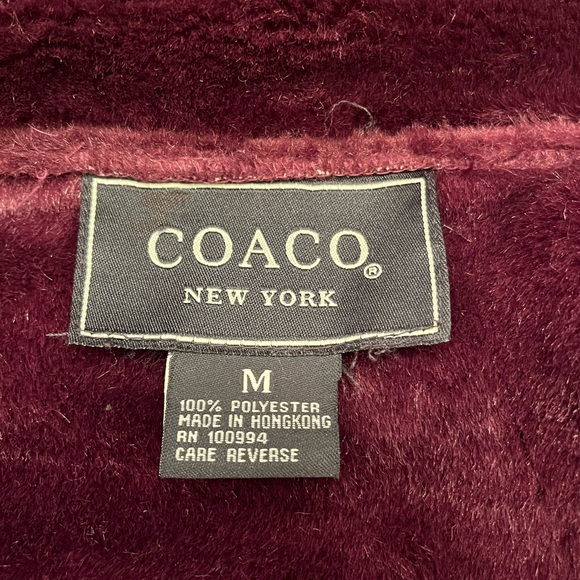 COACO®
NEW YORK
M
100% POLYESTER
MADE IN HONGKONG
RN 100994
CARE REVERSE